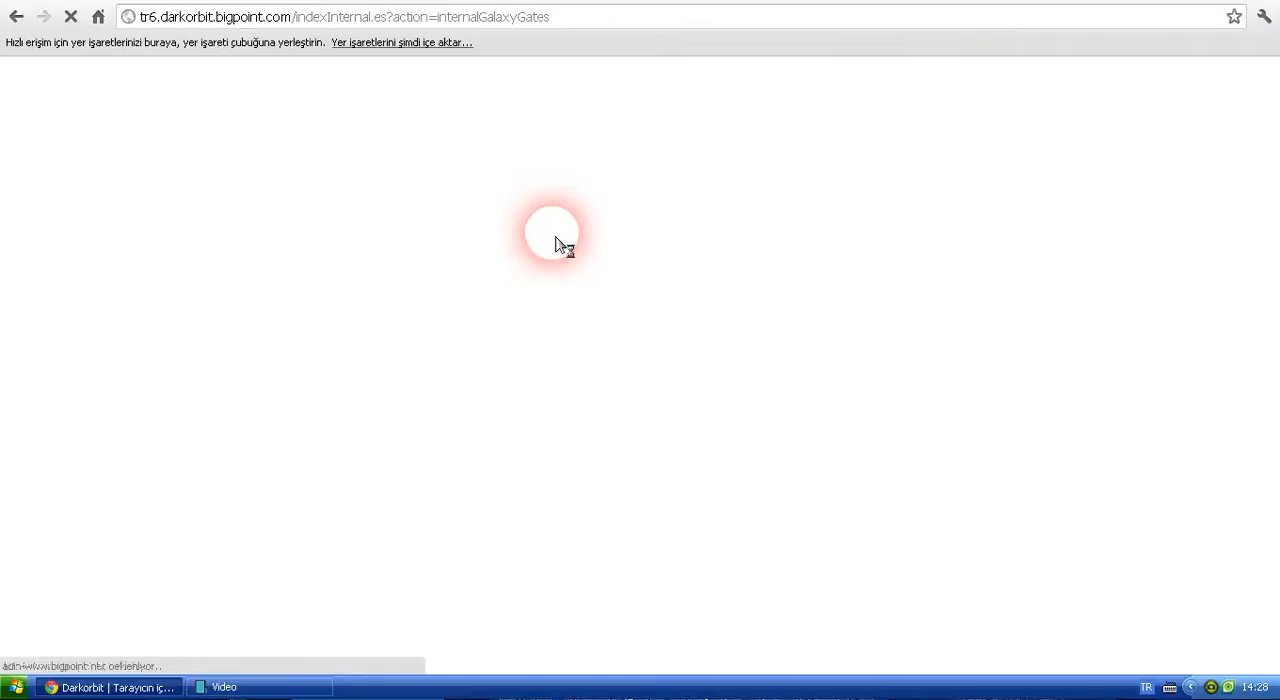 tr6.darkorbit.bigpoint.com/indexInternal.es?action=internalGalaxyGates
Hızlı erişim için yer işaretlerinizi buraya, yer işareti çubuğuna yerleştirin. Yer işaretlerini şimdi içe aktar...
bekleniyor...
Darkorbit | Tarayıcın iç... Video TR 14:28